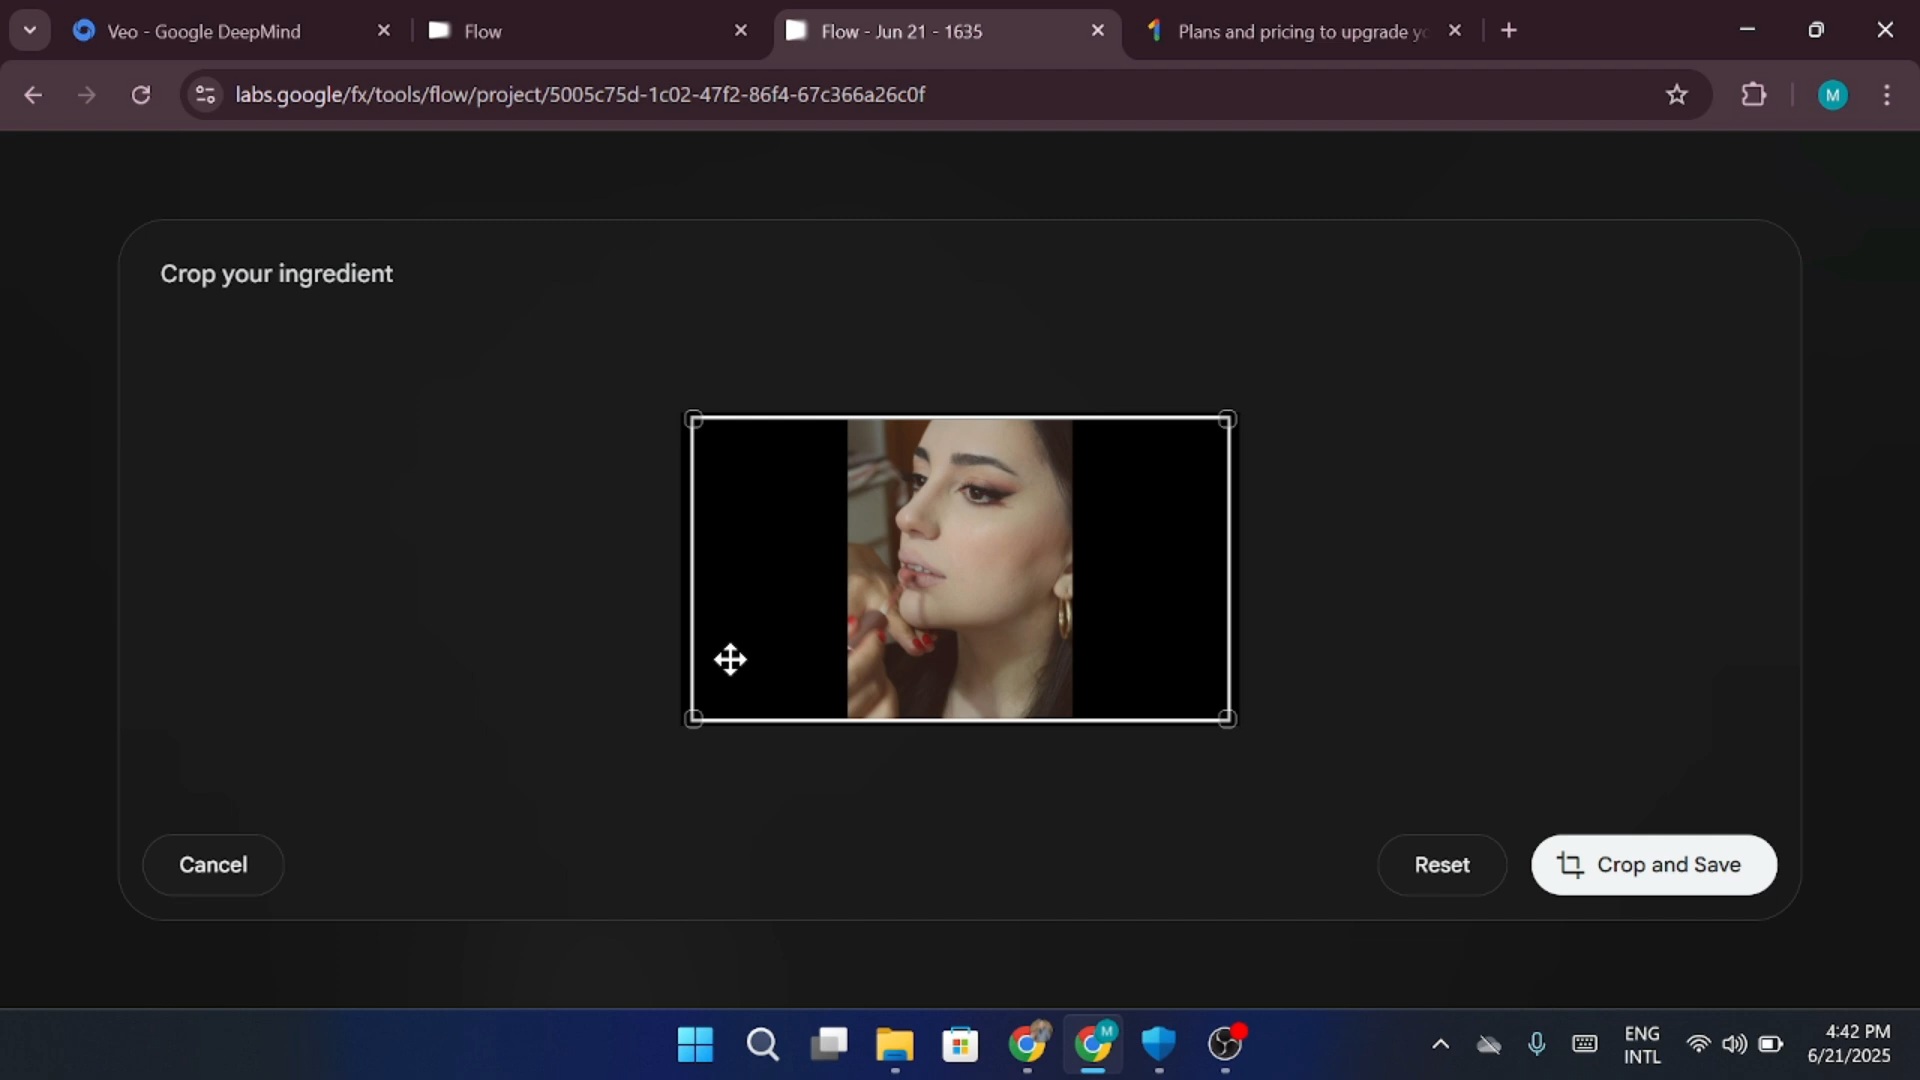 Veo - Google DeepMind
Flow
Flow - Jun 21 - 1635
Plans and pricing to upgrade yo
labs.google/fx/tools/flow/project/5005c75d-1c02-47f2-86f4-67c366a26c0f
M
Crop your ingredient
Cancel
Reset
Crop and Save
M
ENG
INTL
4:42 PM
6/21/2025